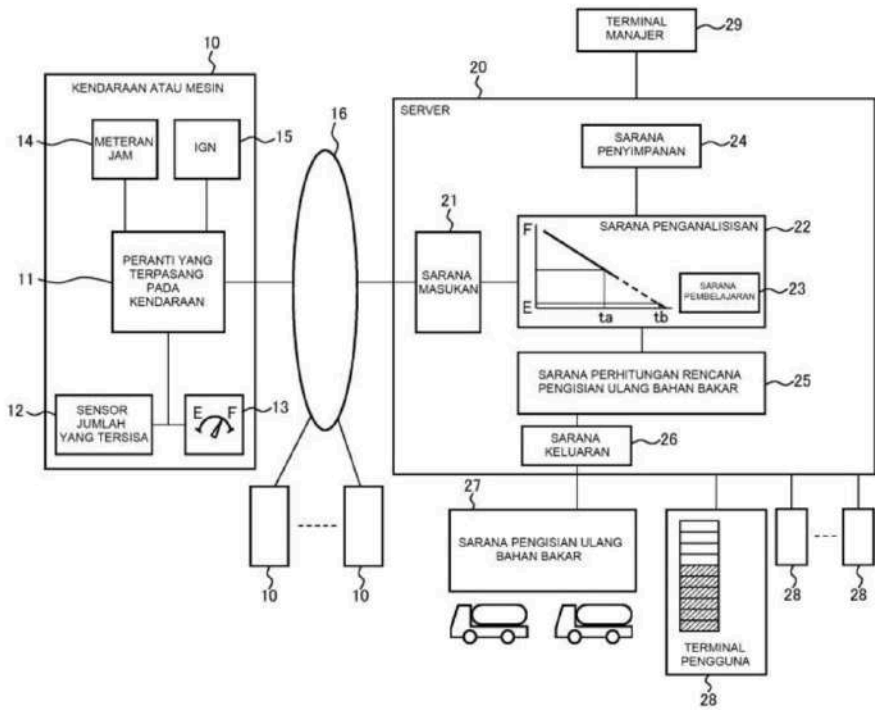 TERMINAL
MANAJER
29
10
KENDARAAN ATAU MESIN
14
METERAN
JAM
IGN
15
11
PERANTI YANG
TERPASANG
PADA
KENDARAAN
12
SENSOR
JUMLAH
YANG TERSISA
E F
13
16
10
10
20
SERVER
SARANA
PENYIMPANAN
24
21
SARANA
MASUKAN
SARANA PENGANALISISAN
22
F
E
ta
tb
SARANA
PEMBELAJARAN
23
SARANA PERHITUNGAN RENCANA
PENGISIAN ULANG BAHAN BAKAR
25
SARANA
KELUARAN
26
27
SARANA PENGISIAN ULANG
BAHAN BAKAR
TERMINAL
PENGGUNA
28
28
28